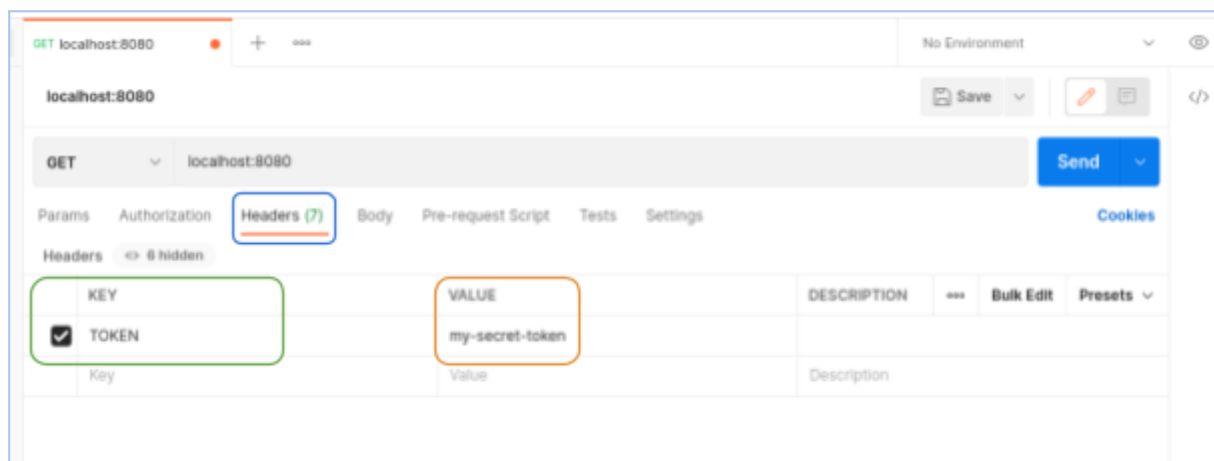 GET localhost:8080 No Environment
localhost:8080 Save
GET localhost:8080 Send
Params Authorization Headers (7) Body Pre-request Script Tests Settings Cookies
Headers 6 hidden
KEY VALUE DESCRIPTION Bulk Edit Presets
TOKEN my-secret-token
Key Value Description